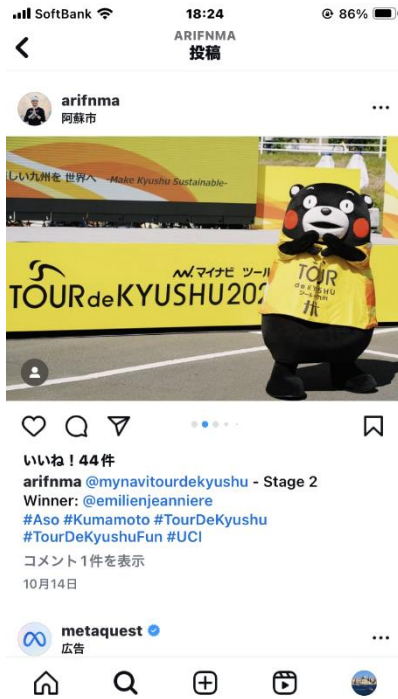 SoftBank 18:24 86%
ARIFNMA
投稿
arifnma
阿蘇市
しい九州を 世界へ -Make Kyushu Sustainable-
マイナビ ツール
TOURdeKYUSHU202
TOUR
de KYUSHU
いいね!44件
arifnma @mynavitourdekyushu - Stage 2
Winner: @emilienjeanniere
#Aso #Kumamoto #TourDeKyushu
#TourDeKyushuFun #UCI
コメント1件を表示
10月14日
metaquest
広告